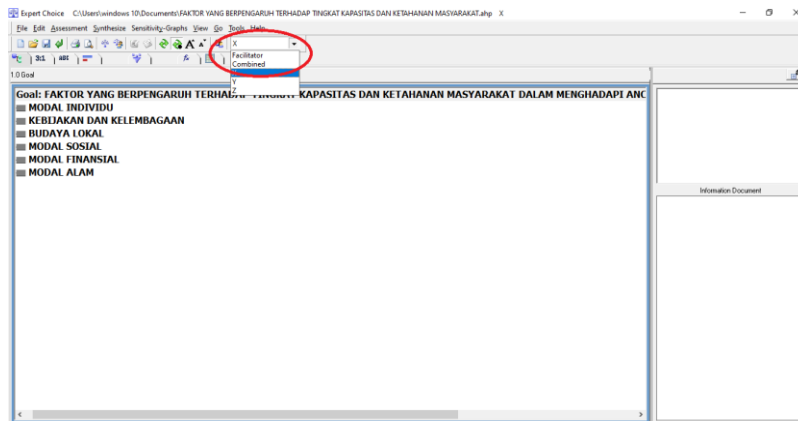 Expert Choice C:\Users\windows 10\Documents\FAKTOR YANG BERPENGARUH TERHADAP TINGKAT KAPASITAS DAN KETAHANAN MASYARAKAT.ahp X
File Edit Assessment Synthesize Sensitivity-Graphs View Go Tools Help
X
3:1 ABC
Facilitator
Combined
Y
Z
1.0 Goal
Goal: FAKTOR YANG BERPENGARUH TERHADAP TINGKAT KAPASITAS DAN KETAHANAN MASYARAKAT DALAM MENGHADAPI ANC
MODAL INDIVIDU
KEBIJAKAN DAN KELEMBAGAAN
BUDAYA LOKAL
MODAL SOSIAL
MODAL FINANSIAL
MODAL ALAM
Information Document